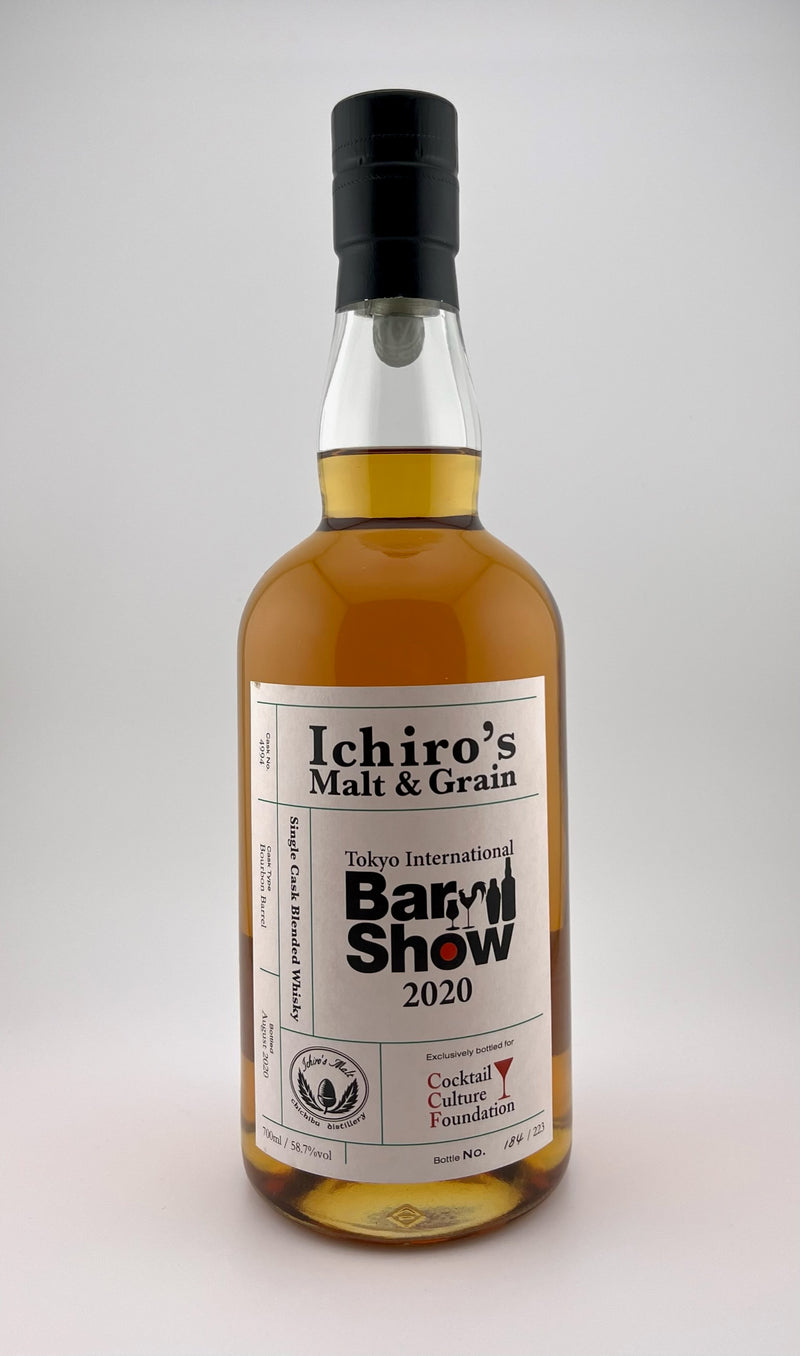 Ichiro's
Malt & Grain
Cask No.
4994
Cask Type
Bourbon Barrel
Bottled
August 2020
Single Cask Blended Whisky
Tokyo International
Bar
Show
2020
Ichiro's Malt
chichibu distillery
Exclusively bottled for
Cocktail
Culture
Foundation
700ml / 58.7%vol
Bottle No. 184 / 223